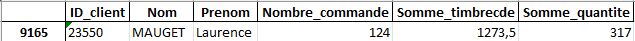 ID_client Nom Prenom Nombre_commande Somme_timbrecde Somme_quantite
9165 23550 MAUGET Laurence 124 1273,5 317